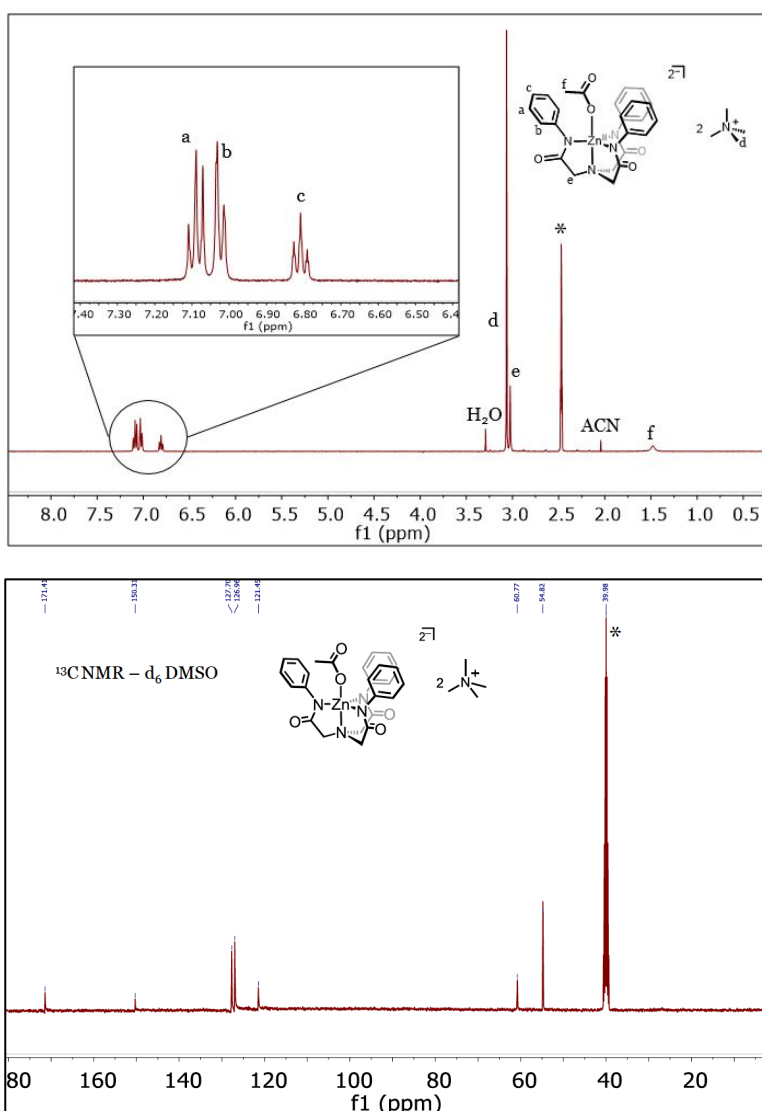 2-
f
O
c
O
a
b
N
Zn
II
N
N
O
N
O
O
e
2
N
+
d
a
b
c
7.40 7.30 7.20 7.10 7.00 6.90 6.80 6.70 6.60 6.50 6.4
f1 (ppm)
*
d
e
H2O
ACN
f
8.0 7.5 7.0 6.5 6.0 5.5 5.0 4.5 4.0 3.5 3.0 2.5 2.0 1.5 1.0 0.5
f1 (ppm)
171.41
150.31
127.70
126.96
121.45
60.77
54.82
39.98
*
13C NMR – d6 DMSO
2-
O
O
N
Zn
N
N
O
N
O
O
2
N
+
80 160 140 120 100 80 60 40 20
f1 (ppm)